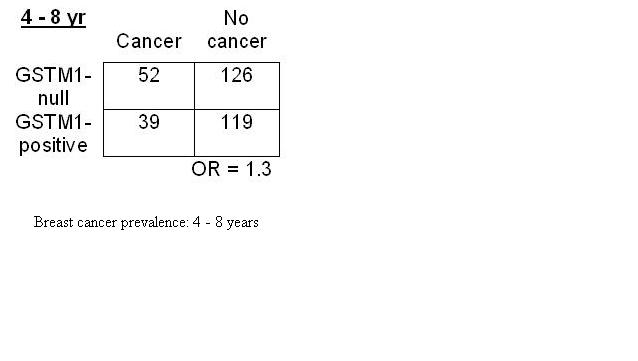 4 - 8 yr
No
Cancer cancer
GSTM1- 52 126
null
GSTM1- 39 119
positive
OR = 1.3
Breast cancer prevalence: 4 - 8 years